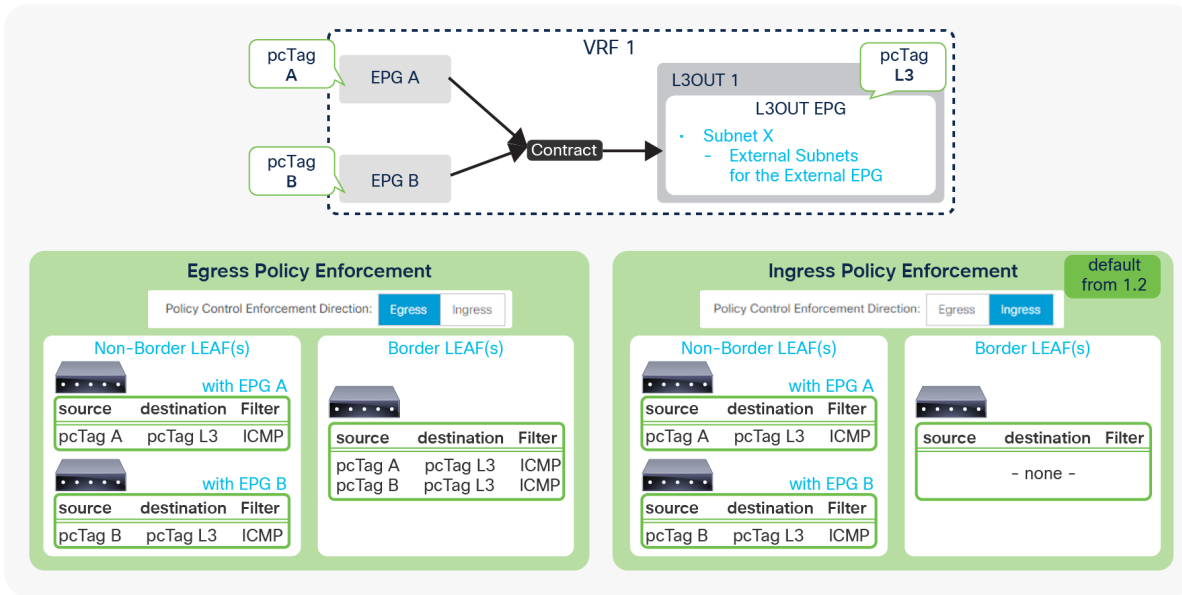 VRF 1
pcTag
A
EPG A
pcTag
B
EPG B
Contract
pcTag
L3
L3OUT 1
L3OUT EPG
· Subnet X
– External Subnets
for the External EPG
Egress Policy Enforcement
Policy Control Enforcement Direction: Egress Ingress
Non-Border LEAF(s)
with EPG A
source destination Filter
pcTag A pcTag L3 ICMP
with EPG B
source destination Filter
pcTag B pcTag L3 ICMP
Border LEAF(s)
source destination Filter
pcTag A pcTag L3 ICMP
pcTag B pcTag L3 ICMP
Ingress Policy Enforcement
default
from 1.2
Policy Control Enforcement Direction: Egress Ingress
Non-Border LEAF(s)
with EPG A
source destination Filter
pcTag A pcTag L3 ICMP
with EPG B
source destination Filter
pcTag B pcTag L3 ICMP
Border LEAF(s)
source destination Filter
- none -